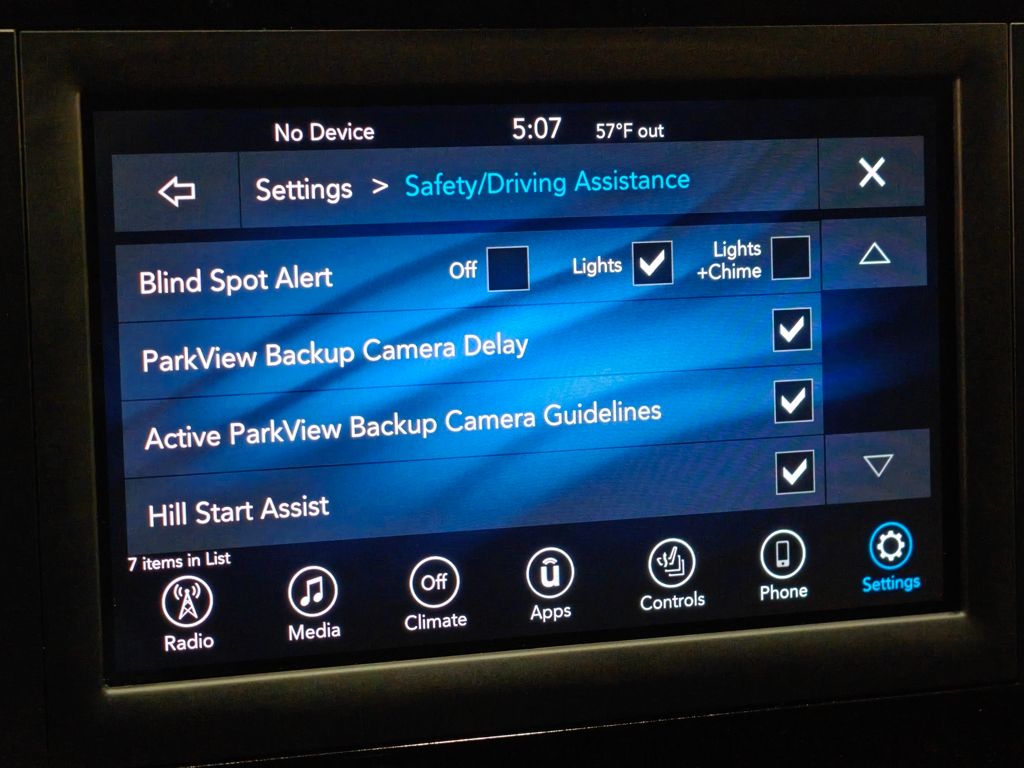 No Device 5:07 57°F out
Settings > Safety/Driving Assistance
Blind Spot Alert Off Lights Lights
+Chime
ParkView Backup Camera Delay
Active ParkView Backup Camera Guidelines
Hill Start Assist
7 items in List
Off
Radio Media Climate Apps Controls Phone Settings